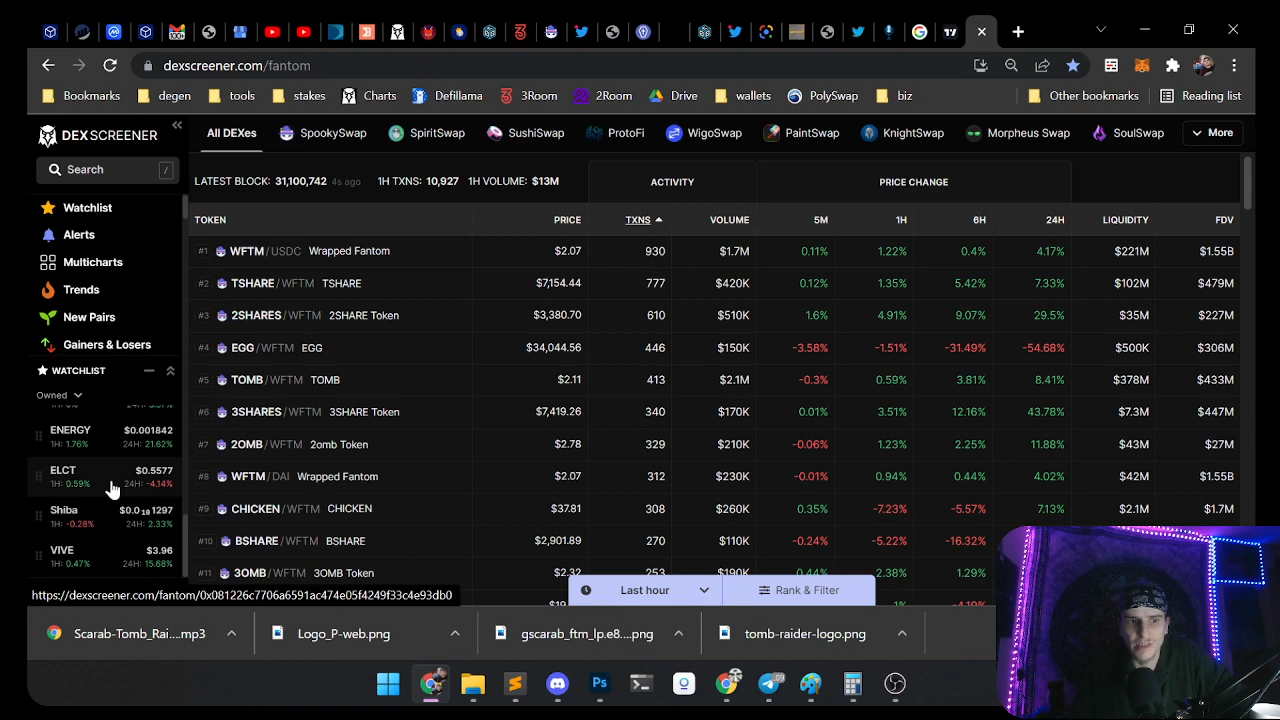 dexscreener.com/fantom
Bookmarks degen tools stakes Charts Defillama 3Room 2Room Drive wallets PolySwap biz Other bookmarks Reading list
DEX SCREENER
Search /
Watchlist
Alerts
Multicharts
Trends
New Pairs
Gainers & Losers
WATCHLIST
Owned
ENERGY $0.001842
1H: 1.76% 24H: 21.62%
ELCT $0.5577
1H: 0.59% 24H: -4.14%
Shiba $0.0 18 1297
1H: -0.28% 24H: 2.33%
VIVE $3.96
1H: 0.47% 24H: 15.68%
All DEXes SpookySwap SpiritSwap SushiSwap ProtoFi WigoSwap PaintSwap KnightSwap Morpheus Swap SoulSwap More
LATEST BLOCK: 31,100,742 4s ago 1H TXNS: 10,927 1H VOLUME: $13M ACTIVITY PRICE CHANGE
TOKEN PRICE TXNS VOLUME 5M 1H 6H 24H LIQUIDITY FDV
#1 WFTM/USDC Wrapped Fantom $2.07 930 $1.7M 0.11% 1.22% 0.4% 4.17% $221M $1.55B
#2 TSHARE/WFTM TSHARE $7,154.44 777 $420K 0.12% 1.35% 5.42% 7.33% $102M $479M
#3 2SHARES/WFTM 2SHARE Token $3,380.70 610 $510K 1.6% 4.91% 9.07% 29.5% $35M $227M
#4 EGG/WFTM EGG $34,044.56 446 $150K -3.58% -1.51% -31.49% -54.68% $500K $306M
#5 TOMB/WFTM TOMB $2.11 413 $2.1M -0.3% 0.59% 3.81% 8.41% $378M $433M
#6 3SHARES/WFTM 3SHARE Token $7,419.26 340 $170K 0.01% 3.51% 12.16% 43.78% $7.3M $447M
#7 2OMB/WFTM 2omb Token $2.78 329 $210K -0.06% 1.23% 2.25% 11.88% $43M $27M
#8 WFTM/DAI Wrapped Fantom $2.07 312 $230K -0.01% 0.94% 0.44% 4.02% $42M $1.55B
#9 CHICKEN/WFTM CHICKEN $37.81 308 $260K 0.35% -7.23% -5.57% 7.13% $2.1M $1.7M
#10 BSHARE/WFTM BSHARE $2,901.89 270 $110K -0.24% -5.22% -16.32%
#11 3OMB/WFTM 3OMB Token $2.32 253 $190K 0.44% 2.38% 1.29%
Last hour Rank & Filter
https://dexscreener.com/fantom/0x081226c7706a6591ac474e05f4249f33c4e93db0
Scarab-Tomb_Rai....mp3 Logo_P-web.png gscarab_ftm_lp.e8....png tomb-raider-logo.png